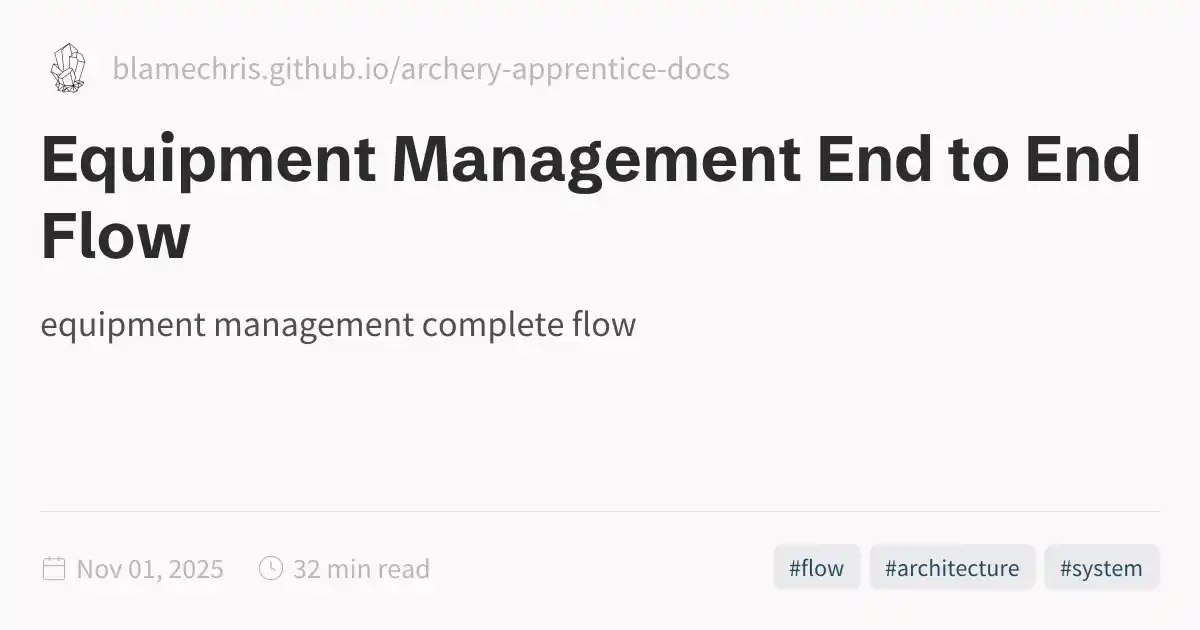 blamechris.github.io/archery-apprentice-docs
Equipment Management End to End
Flow
equipment management complete flow
Nov 01, 2025
32 min read
#flow
#architecture
#system